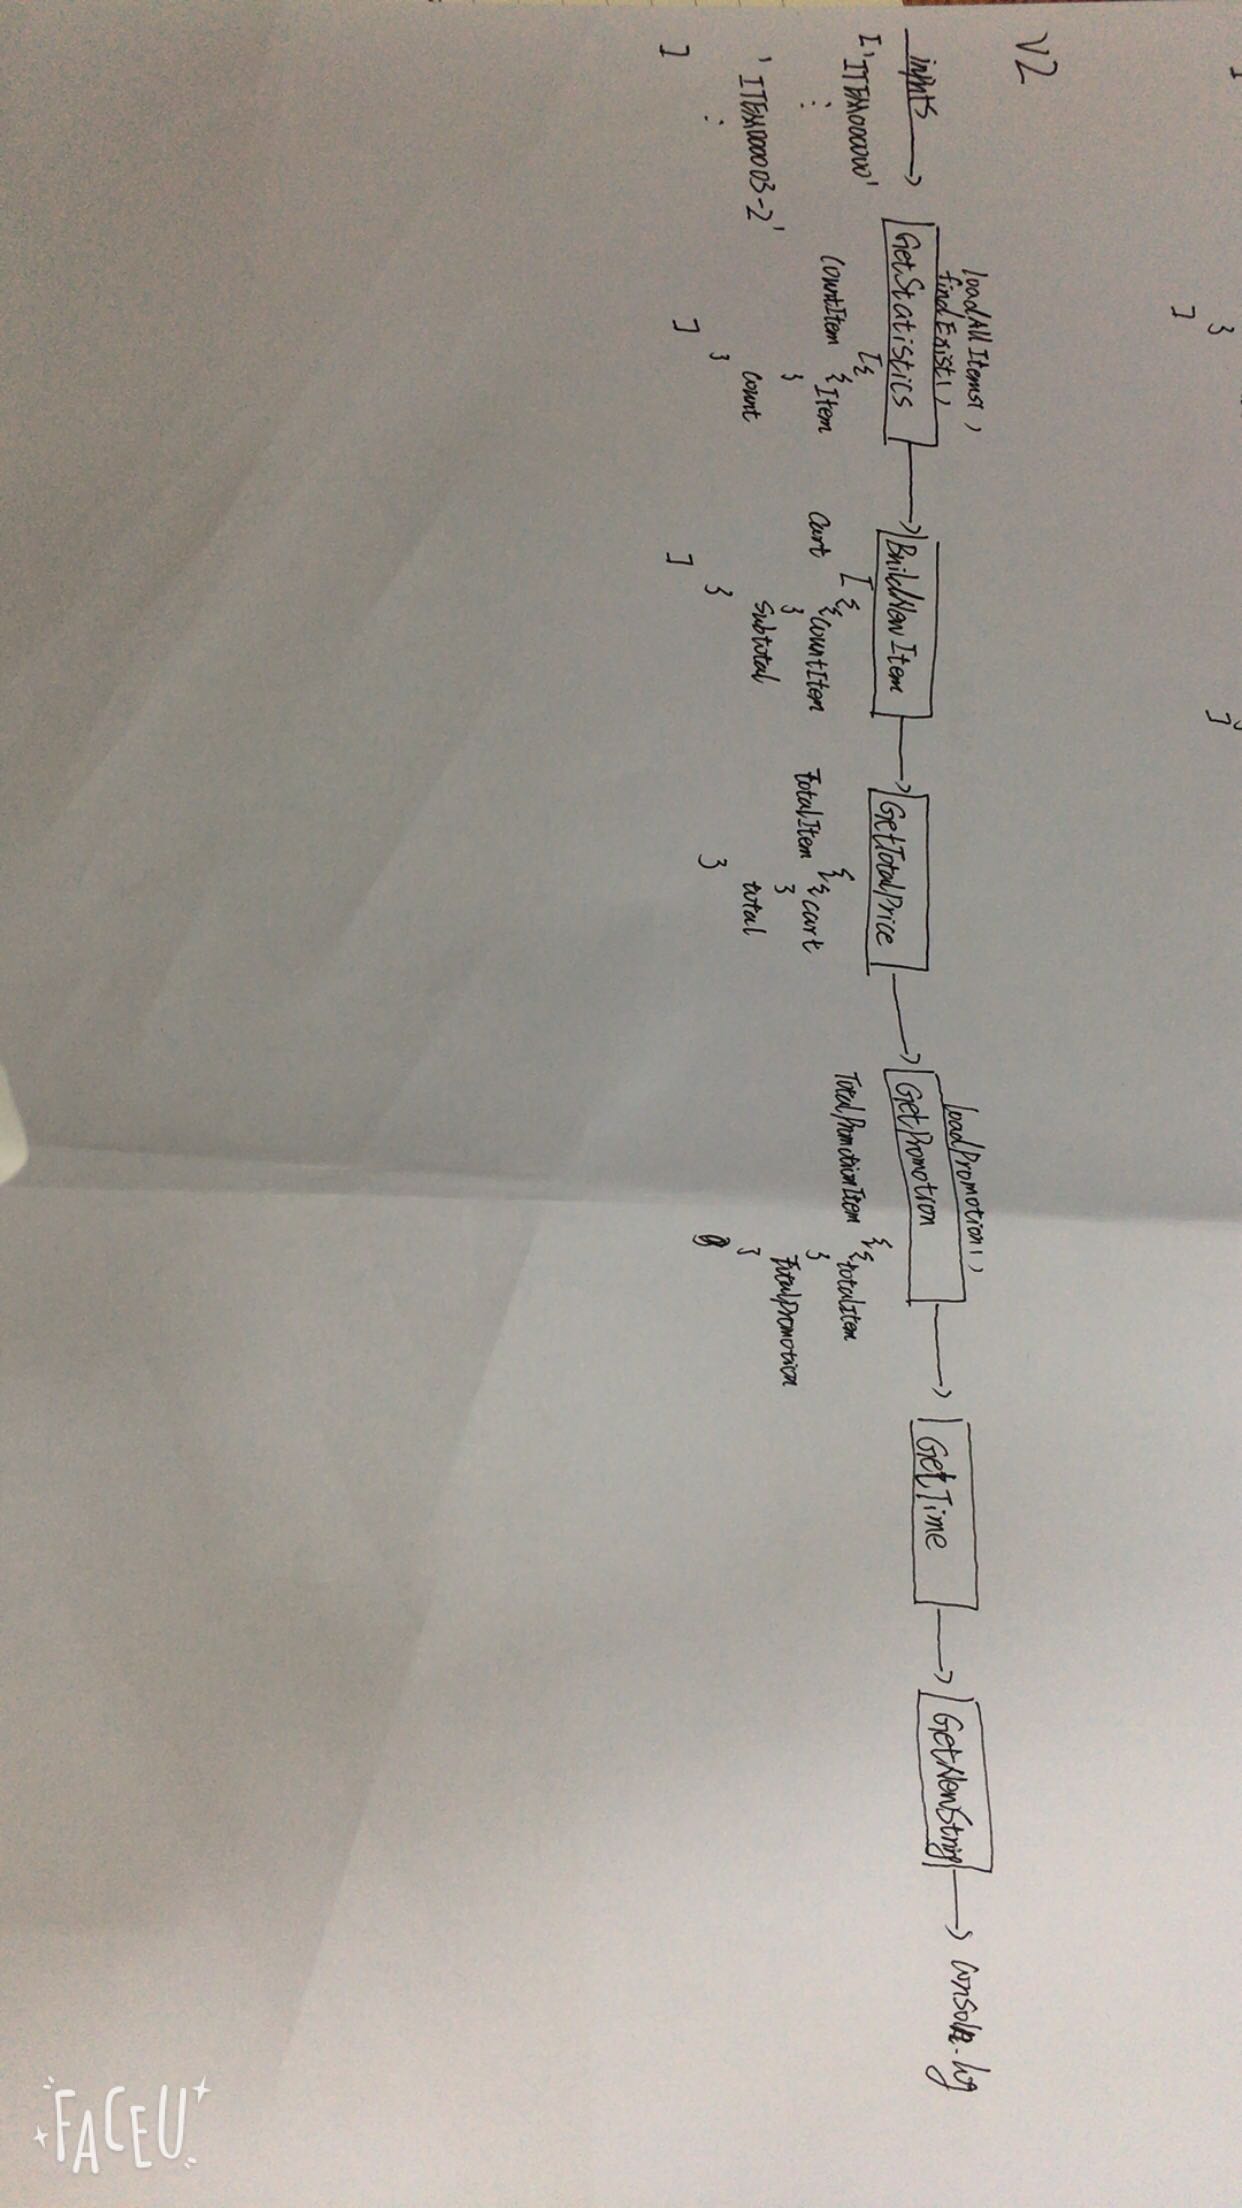 V2
loadAllItems()
findExist()
loadPromotion()
inputs
GetStatistics
BuildNewItem
GetTotalPrice
GetPromotion
GetTime
GetNewString
console.log
['ITEM000000'
:
'ITEM000003-2'
:
]
[{
countItem {Item
}
count
}
]
[{
Cart {countItem
}
subtotal
}
]
{
totalItem {cart
}
total
}
{
TotalPromotionItem {totalItem
}
totalPromotion
}
}
]
]
FACEU